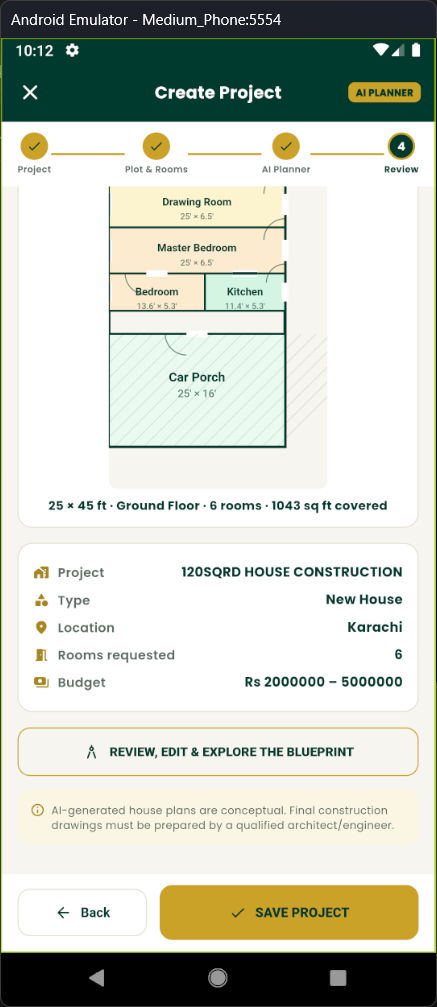 Android Emulator - Medium_Phone:5554
10:12
Create Project
AI PLANNER
4
Project
Plot & Rooms
AI Planner
Review
Drawing Room
25' × 6.5'
Master Bedroom
25' × 6.5'
Bedroom
Kitchen
13.6' × 5.3'
11.4' × 5.3'
Car Porch
25' × 16'
25 × 45 ft · Ground Floor · 6 rooms · 1043 sq ft covered
Project 120SQRD HOUSE CONSTRUCTION
Type New House
Location Karachi
Rooms requested 6
Budget Rs 2000000 – 5000000
REVIEW, EDIT & EXPLORE THE BLUEPRINT
AI-generated house plans are conceptual. Final construction
drawings must be prepared by a qualified architect/engineer.
Back
SAVE PROJECT